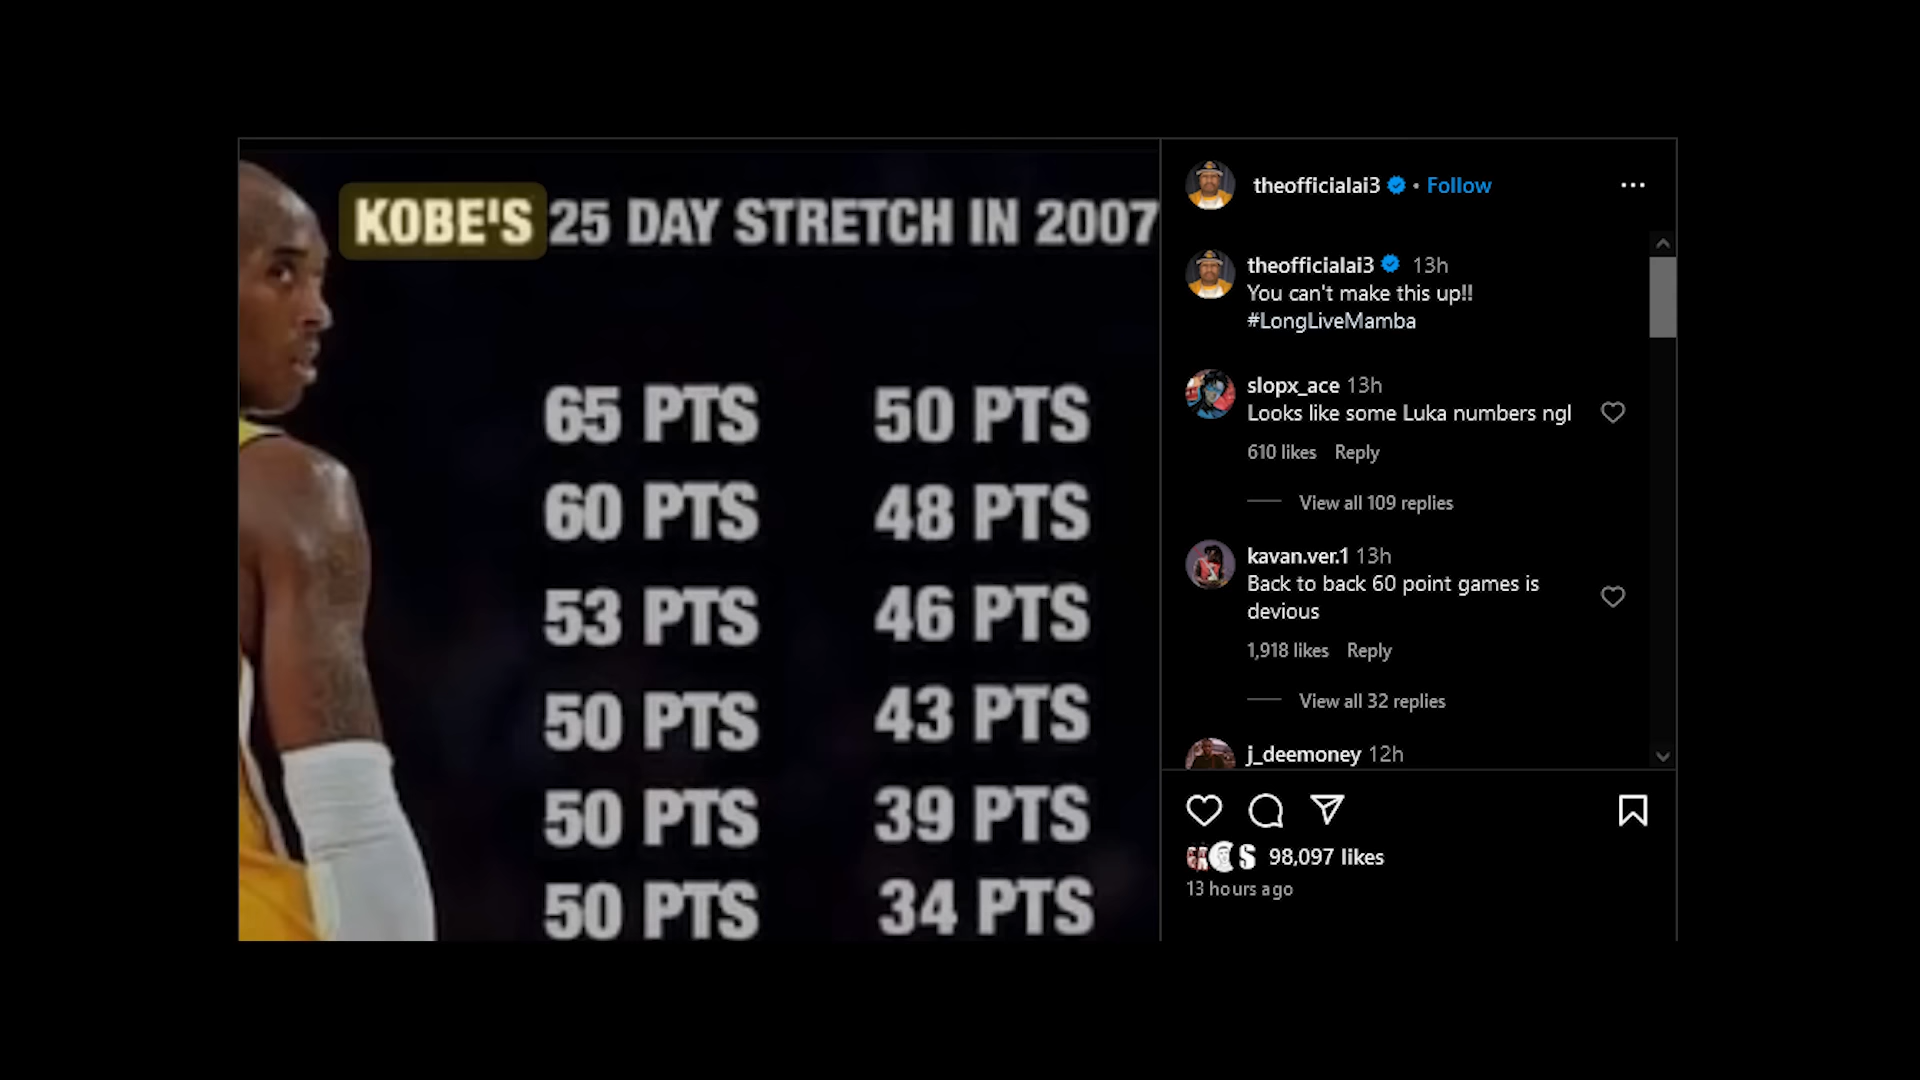 KOBE'S 25 DAY STRETCH IN 2007
65 PTS 50 PTS
60 PTS 48 PTS
53 PTS 46 PTS
50 PTS 43 PTS
50 PTS 39 PTS
50 PTS 34 PTS
theofficialai3 • Follow
theofficialai3 13h
You can't make this up!!
#LongLiveMamba
slopx_ace 13h
Looks like some Luka numbers ngl
610 likes Reply
View all 109 replies
kavan.ver.1 13h
Back to back 60 point games is
devious
1,918 likes Reply
View all 32 replies
j_deemoney 12h
98,097 likes
13 hours ago